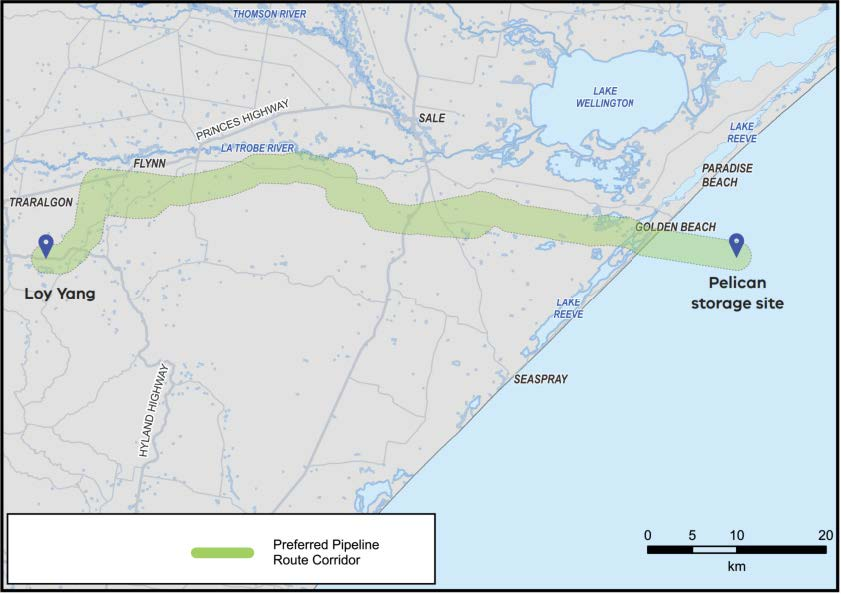 THOMSON RIVER
LAKE
WELLINGTON
PRINCES HIGHWAY
SALE
LAKE
REEVE
LA TROBE RIVER
FLYNN
PARADISE
BEACH
TRARALGON
GOLDEN BEACH
Loy Yang
Pelican
storage site
LAKE
REEVE
SEASPRAY
HYLAND HIGHWAY
Preferred Pipeline
Route Corridor
0 5 10 20
km